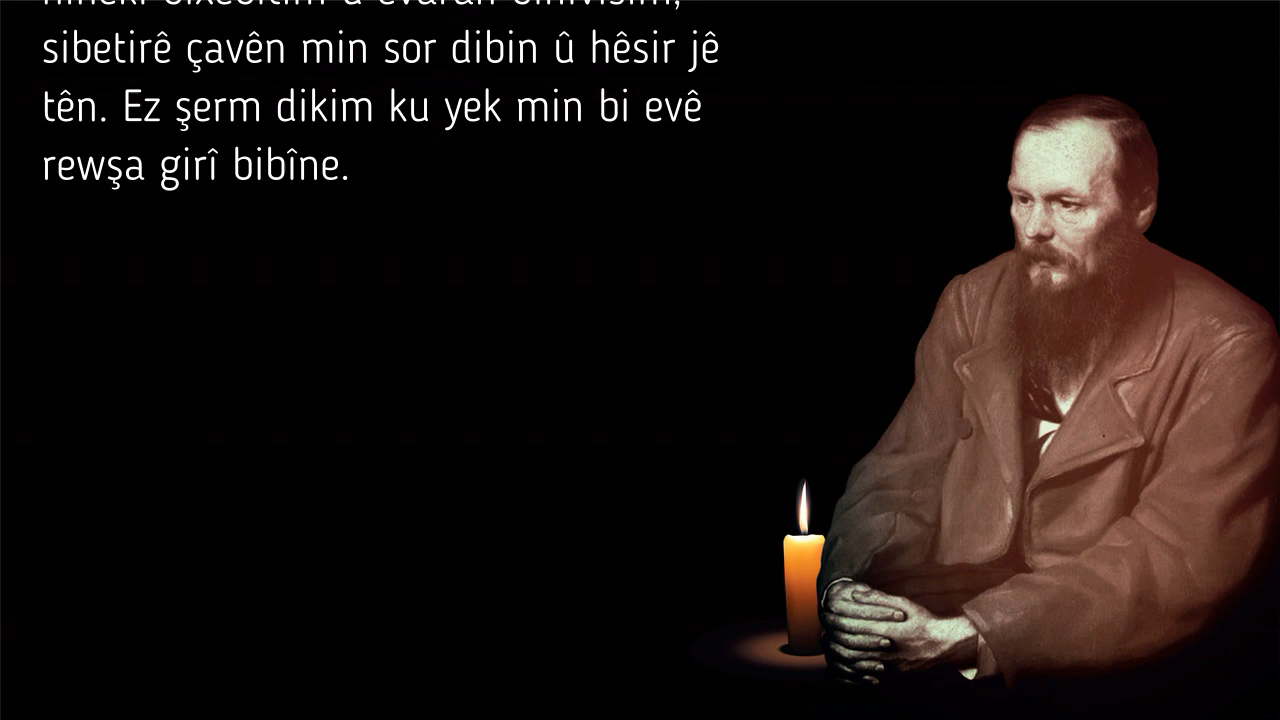 sibetirê çavên min sor dibin û hêsir jê
tên. Ez şerm dikim ku yek min bi evê
rewşa girî bibîne.